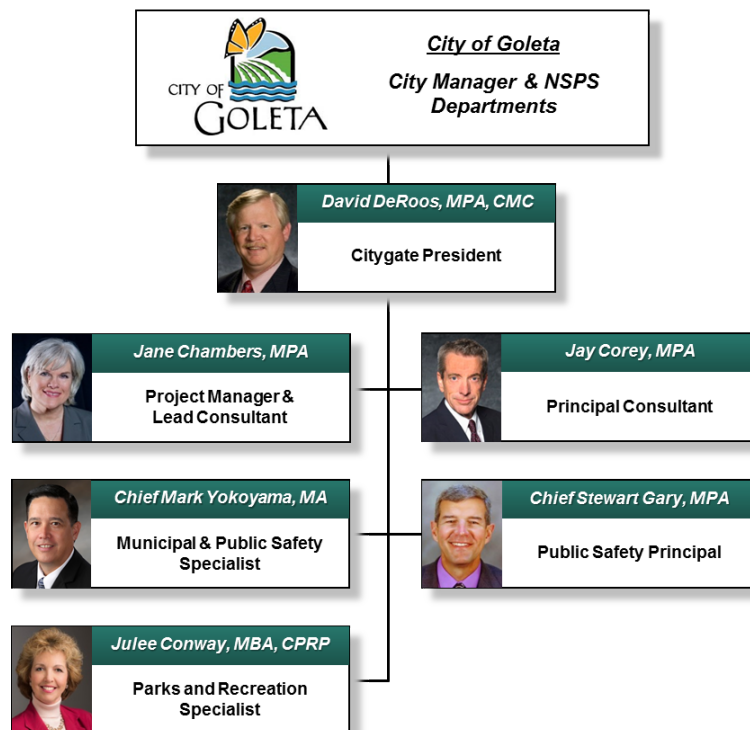 CITY OF
GOLETA
City of Goleta
City Manager & NSPS
Departments
David DeRoos, MPA, CMC
Citygate President
Jane Chambers, MPA
Project Manager &
Lead Consultant
Jay Corey, MPA
Principal Consultant
Chief Mark Yokoyama, MA
Municipal & Public Safety
Specialist
Chief Stewart Gary, MPA
Public Safety Principal
Julee Conway, MBA, CPRP
Parks and Recreation
Specialist